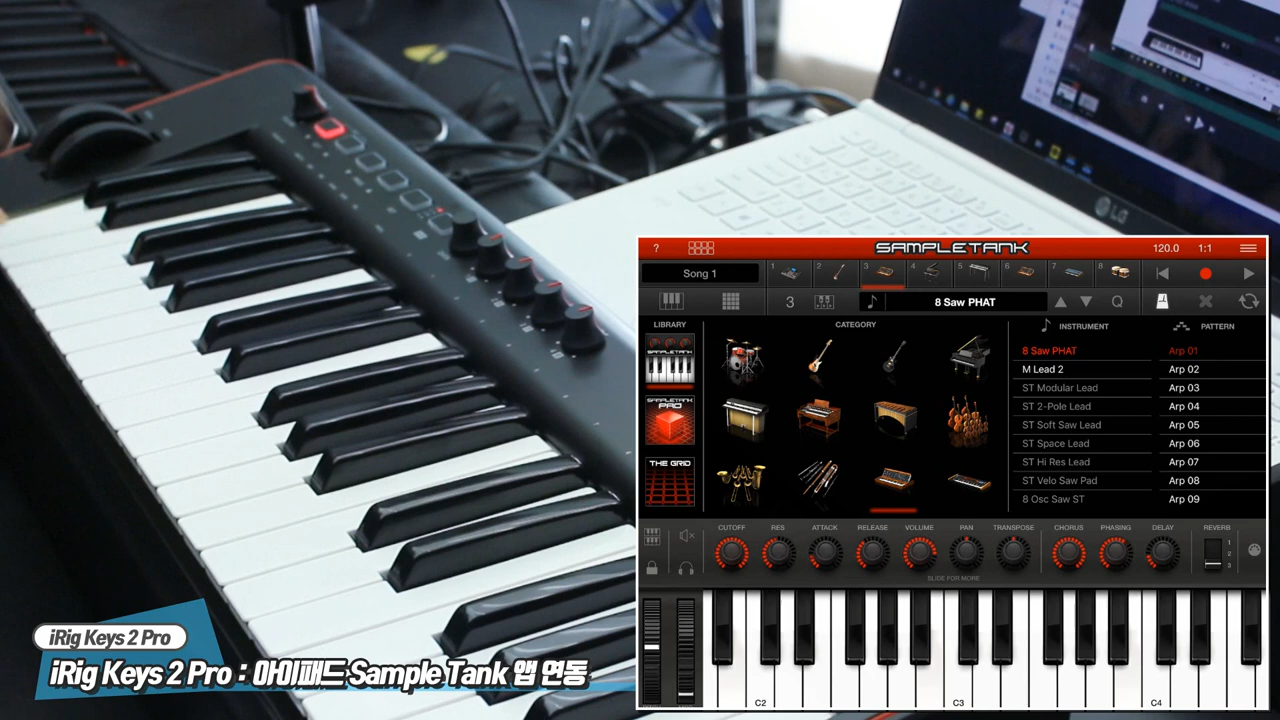 LG
? SAMPLETANK 120.0 1:1
Song 1 1 2 3 4 5 6 7 8
3 8 Saw PHAT Q
LIBRARY CATEGORY INSTRUMENT PATTERN
SAMPLETANK
SAMPLETANK
PRO
THE GRID
8 Saw PHAT Arp 01
M Lead 2 Arp 02
ST Modular Lead Arp 03
ST 2-Pole Lead Arp 04
ST Soft Saw Lead Arp 05
ST Space Lead Arp 06
ST Hi Res Lead Arp 07
ST Velo Saw Pad Arp 08
8 Osc Saw ST Arp 09
CUTOFF RES ATTACK RELEASE VOLUME PAN TRANSPOSE CHORUS PHASING DELAY REVERB
1
2
3
SLIDE FOR MORE
C2 C3 C4
iRig Keys 2 Pro
iRig Keys 2 Pro : 아이패드 Sample Tank 앱 연동